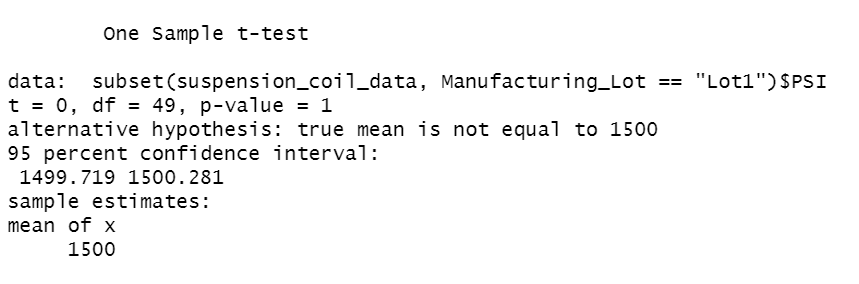 One Sample t-test
data:  subset(suspension_coil_data, Manufacturing_Lot == "Lot1")$PSI
t = 0, df = 49, p-value = 1
alternative hypothesis: true mean is not equal to 1500
95 percent confidence interval:
1499.719 1500.281
sample estimates:
mean of x
1500